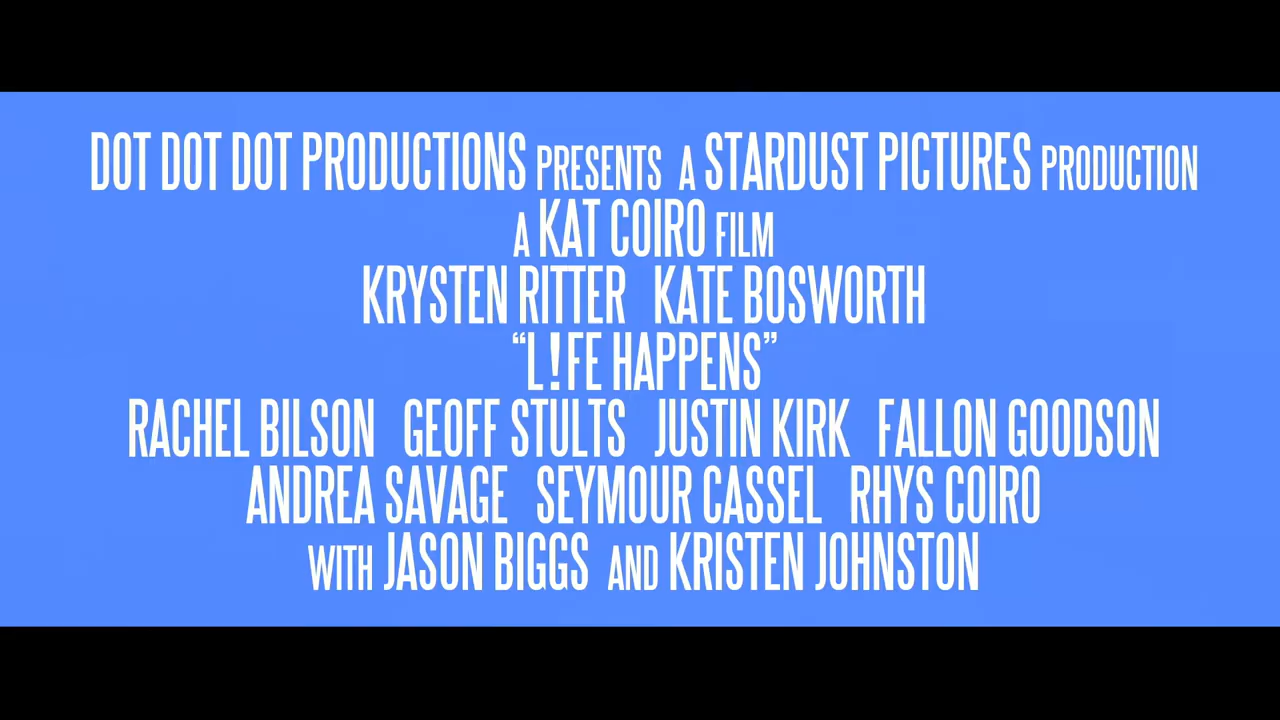 DOT DOT DOT PRODUCTIONS PRESENTS A STARDUST PICTURES PRODUCTION
A KAT COIRO FILM
KRYSTEN RITTER KATE BOSWORTH
“L!FE HAPPENS”
RACHEL BILSON GEOFF STULTS JUSTIN KIRK FALLON GOODSON
ANDREA SAVAGE SEYMOUR CASSEL RHYS COIRO
WITH JASON BIGGS AND KRISTEN JOHNSTON